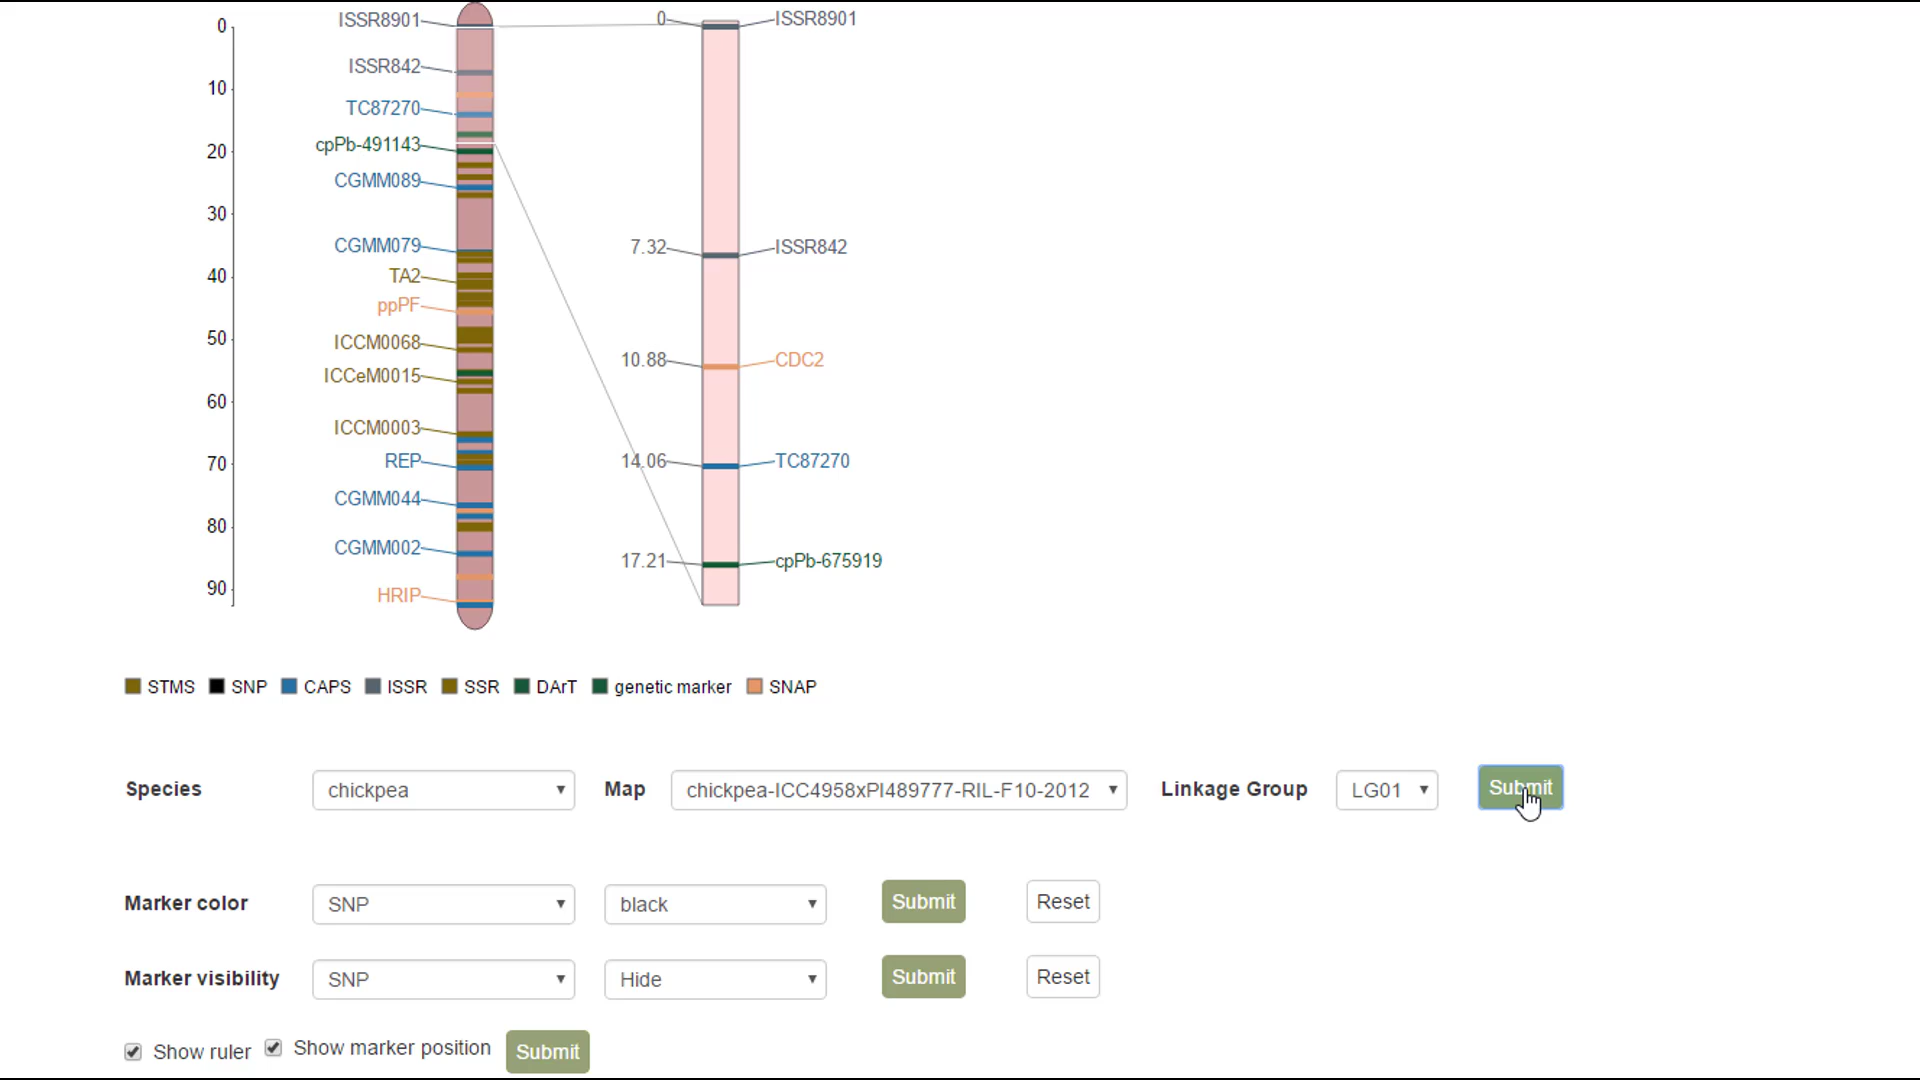 ISSR8901 0 ISSR8901
0
ISSR842
10
TC87270
cpPb-491143
20
CGMM089
30
CGMM079 7.32 ISSR842
40 TA2
ppPF
50 ICCM0068
10.88 CDC2
ICCeM0015
60
ICCM0003
70 REP 14.06 TC87270
CGMM044
80
CGMM002
17.21 cpPb-675919
90
HRIP
STMS SNP CAPS ISSR SSR DArT genetic marker SNAP
Species chickpea Map chickpea-ICC4958xPI489777-RIL-F10-2012 Linkage Group LG01 Submit
Marker color SNP black Submit Reset
Marker visibility SNP Hide Submit Reset
Show ruler Show marker position Submit